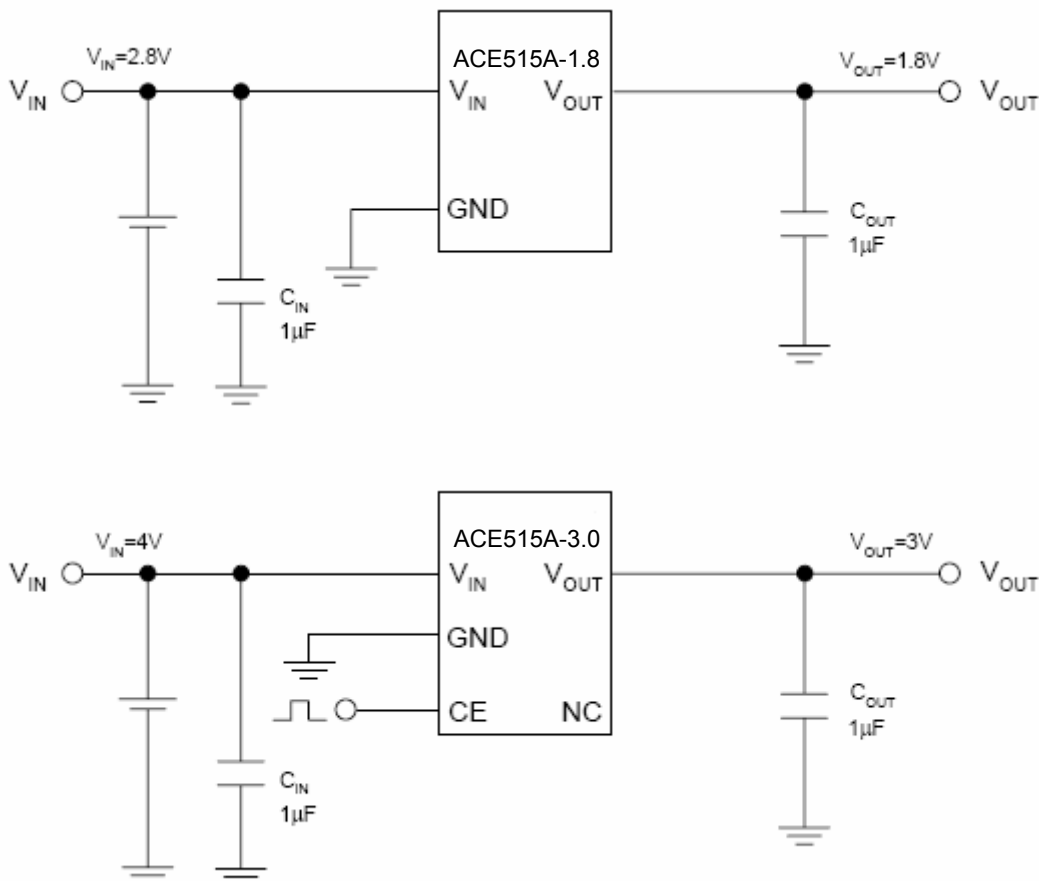 ACE515A-1.8
V_IN=2.8V
V_OUT=1.8V
V_IN
V_IN
V_OUT
V_OUT
GND
C_OUT
1µF
C_IN
1µF
ACE515A-3.0
V_IN=4V
V_OUT=3V
V_IN
V_IN
V_OUT
V_OUT
GND
CE
NC
C_OUT
1µF
C_IN
1µF